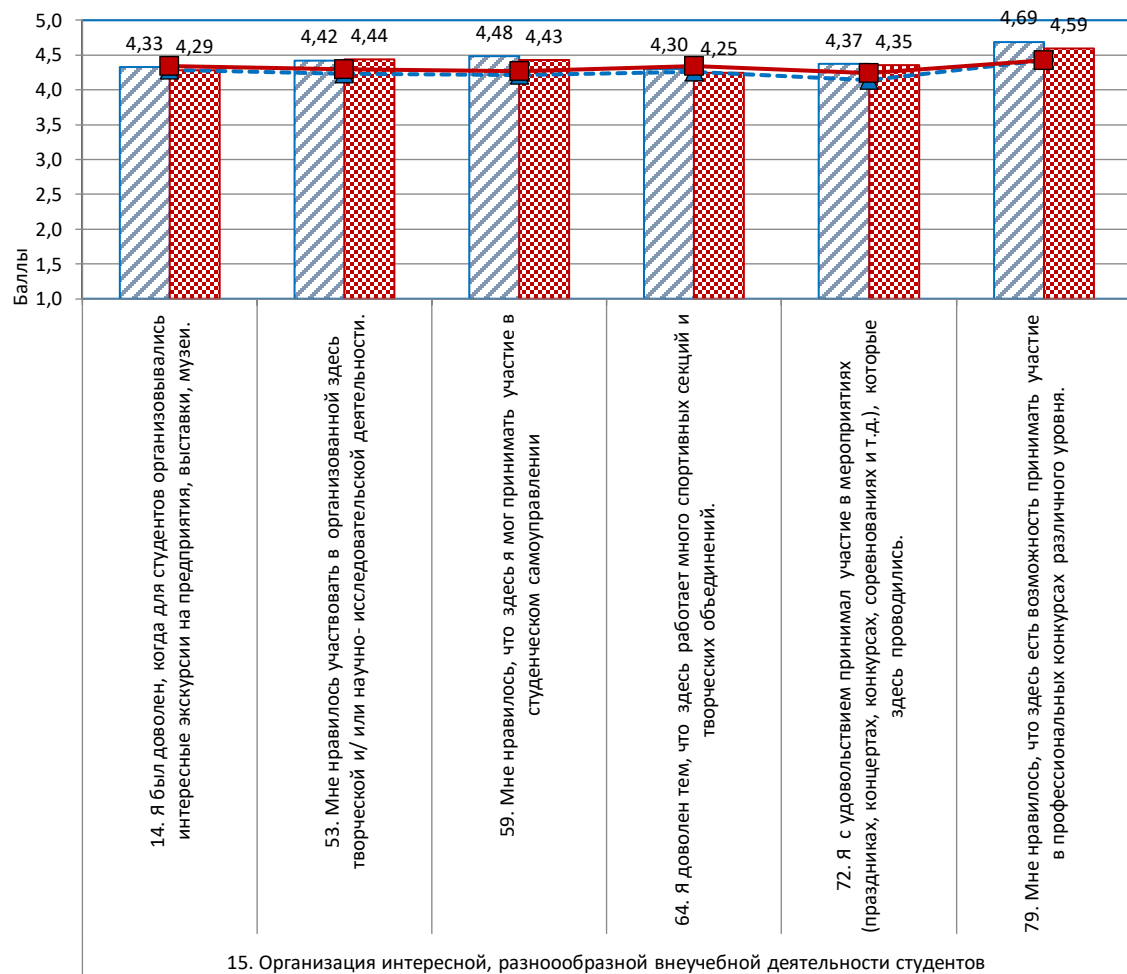 5,0
4,5
4,0
3,5
3,0
2,5
2,0
1,5
1,0
Баллы
4,33 4,29
4,42 4,44
4,48 4,43
4,30 4,25
4,37 4,35
4,69 4,59
14. Я был доволен, когда для студентов организовывались
интересные экскурсии на предприятия, выставки, музеи.
53. Мне нравилось участвовать в организованной здесь
творческой и/ или научно- исследовательской деятельности.
59. Мне нравилось, что здесь я мог принимать участие в
студенческом самоуправлении
64. Я доволен тем, что здесь работает много спортивных секций и
творческих объединений.
72. Я с удовольствием принимал участие в мероприятиях
(праздниках, концертах, конкурсах, соревнованиях и т.д.), которые
здесь проводились.
79. Мне нравилось, что здесь есть возможность принимать участие
в профессиональных конкурсах различного уровня.
15. Организация интересной, разноообразной внеучебной деятельности студентов